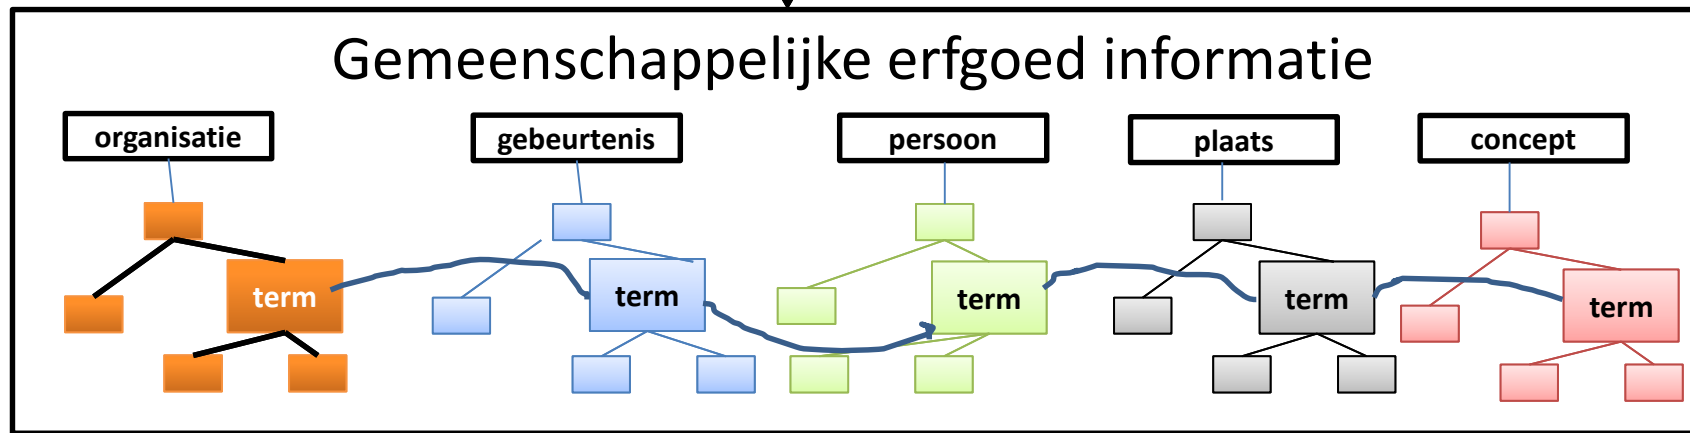 Gemeenschappelijke erfgoed informatie
organisatie
gebeurtenis
persoon
plaats
concept
term
term
term
term
term